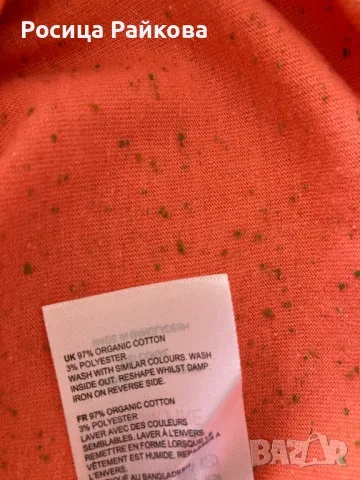 Росица Райкова
UK 97% ORGANIC COTTON
3% POLYESTER
WASH WITH SIMILAR COLOURS. WASH
INSIDE OUT. RESHAPE WHILST DAMP
IRON ON REVERSE SIDE.
FR 97% ORGANIC COTTON
3% POLYESTER
LAVER AVEC DES COULEURS
SEMBLABLES. LAVER À L'ENVERS.
REMETTRE EN FORME LORSQUE LE
VÊTEMENT EST HUMIDE. REPASSER À
L'ENVERS.
BAZAR
bg